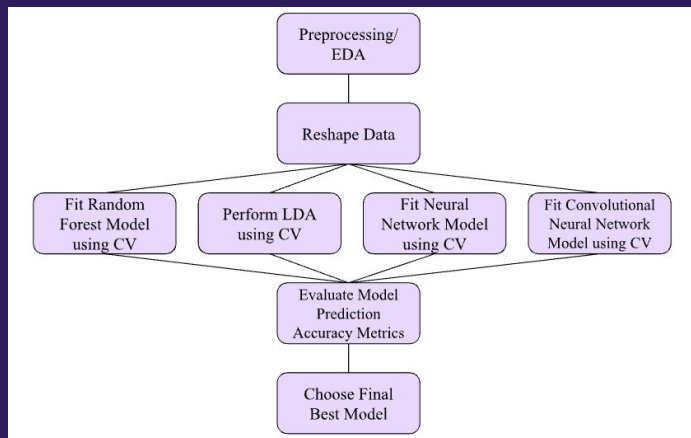 Preprocessing/
EDA
Reshape Data
Fit Random
Forest Model
using CV
Perform LDA
using CV
Fit Neural
Network Model
using CV
Fit Convolutional
Neural Network
Model using CV
Evaluate Model
Prediction
Accuracy Metrics
Choose Final
Best Model